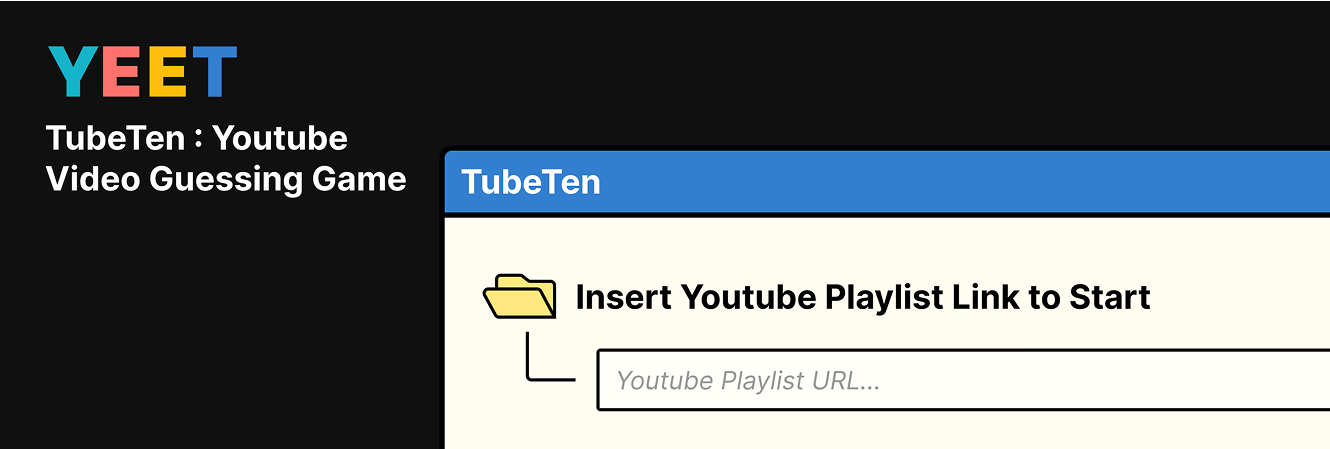 YEET
TubeTen : Youtube
Video Guessing Game
TubeTen
Insert Youtube Playlist Link to Start
Youtube Playlist URL...